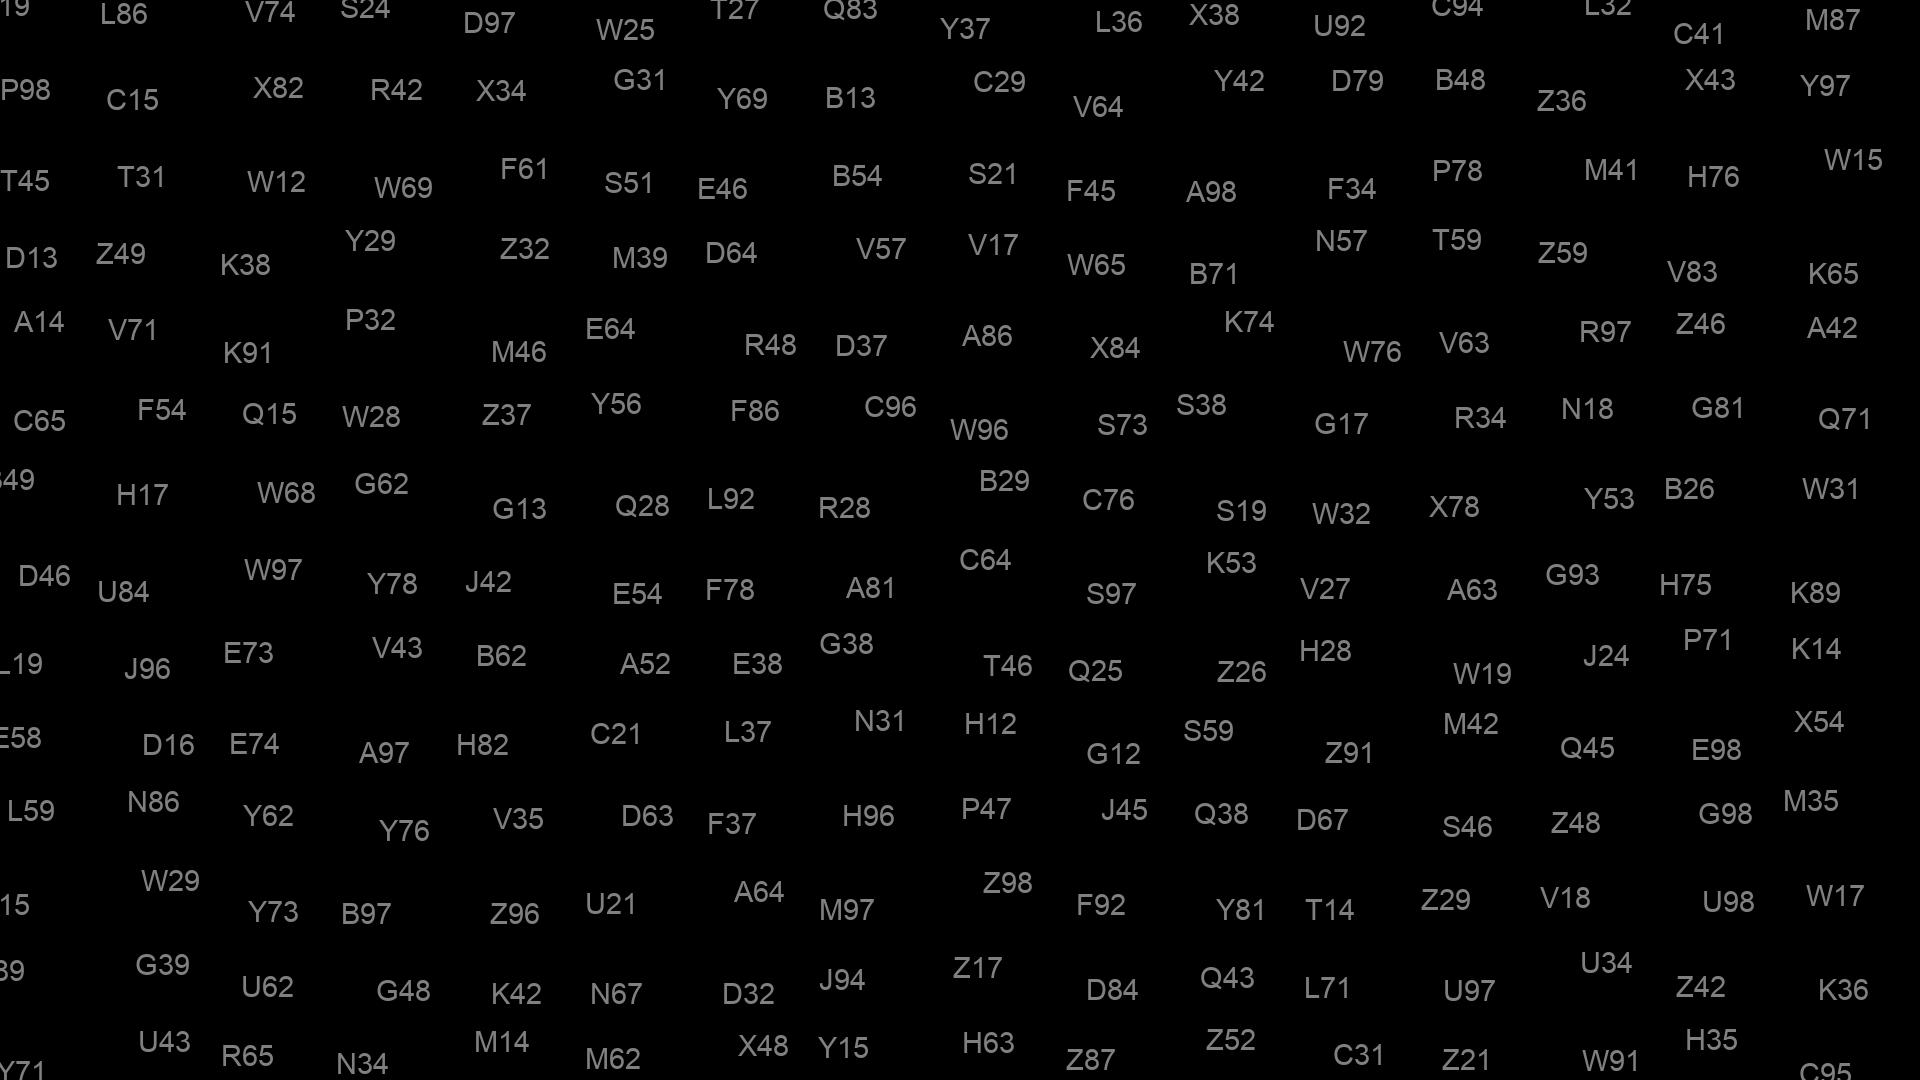 19 L86 V74 S24 D97 W25 T27 Q83 Y37 L36 X38 U92 C94 L32 C41 M87
P98 C15 X82 R42 X34 G31 Y69 B13 C29 V64 Y42 D79 B48 Z36 X43 Y97
T45 T31 W12 W69 F61 S51 E46 B54 S21 F45 A98 F34 P78 M41 H76 W15
D13 Z49 K38 Y29 Z32 M39 D64 V57 V17 W65 B71 N57 T59 Z59 V83 K65
A14 V71 K91 P32 M46 E64 R48 D37 A86 X84 K74 W76 V63 R97 Z46 A42
C65 F54 Q15 W28 Z37 Y56 F86 C96 W96 S73 S38 G17 R34 N18 G81 Q71
49 H17 W68 G62 G13 Q28 L92 R28 B29 C76 S19 W32 X78 Y53 B26 W31
D46 U84 W97 Y78 J42 E54 F78 A81 C64 S97 K53 V27 A63 G93 H75 K89
L19 J96 E73 V43 B62 A52 E38 G38 T46 Q25 Z26 H28 W19 J24 P71 K14
E58 D16 E74 A97 H82 C21 L37 N31 H12 G12 S59 Z91 M42 Q45 E98 X54
L59 N86 Y62 Y76 V35 D63 F37 H96 P47 J45 Q38 D67 S46 Z48 G98 M35
15 W29 Y73 B97 Z96 U21 A64 M97 Z98 F92 Y81 T14 Z29 V18 U98 W17
39 G39 U62 G48 K42 N67 D32 J94 Z17 D84 Q43 L71 U97 U34 Z42 K36
Y71 U43 R65 N34 M14 M62 X48 Y15 H63 Z87 Z52 C31 Z21 W91 H35 C95